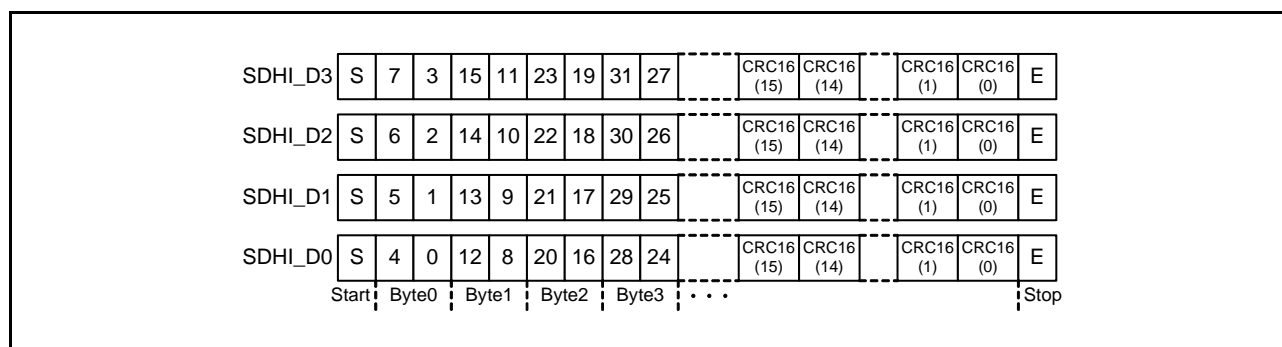 SDHI_D3 S 7 3 15 11 23 19 31 27 CRC16 (15) CRC16 (14) CRC16 (1) CRC16 (0) E
SDHI_D2 S 6 2 14 10 22 18 30 26 CRC16 (15) CRC16 (14) CRC16 (1) CRC16 (0) E
SDHI_D1 S 5 1 13 9 21 17 29 25 CRC16 (15) CRC16 (14) CRC16 (1) CRC16 (0) E
SDHI_D0 S 4 0 12 8 20 16 28 24 CRC16 (15) CRC16 (14) CRC16 (1) CRC16 (0) E
Start Byte0 Byte1 Byte2 Byte3 · · · Stop